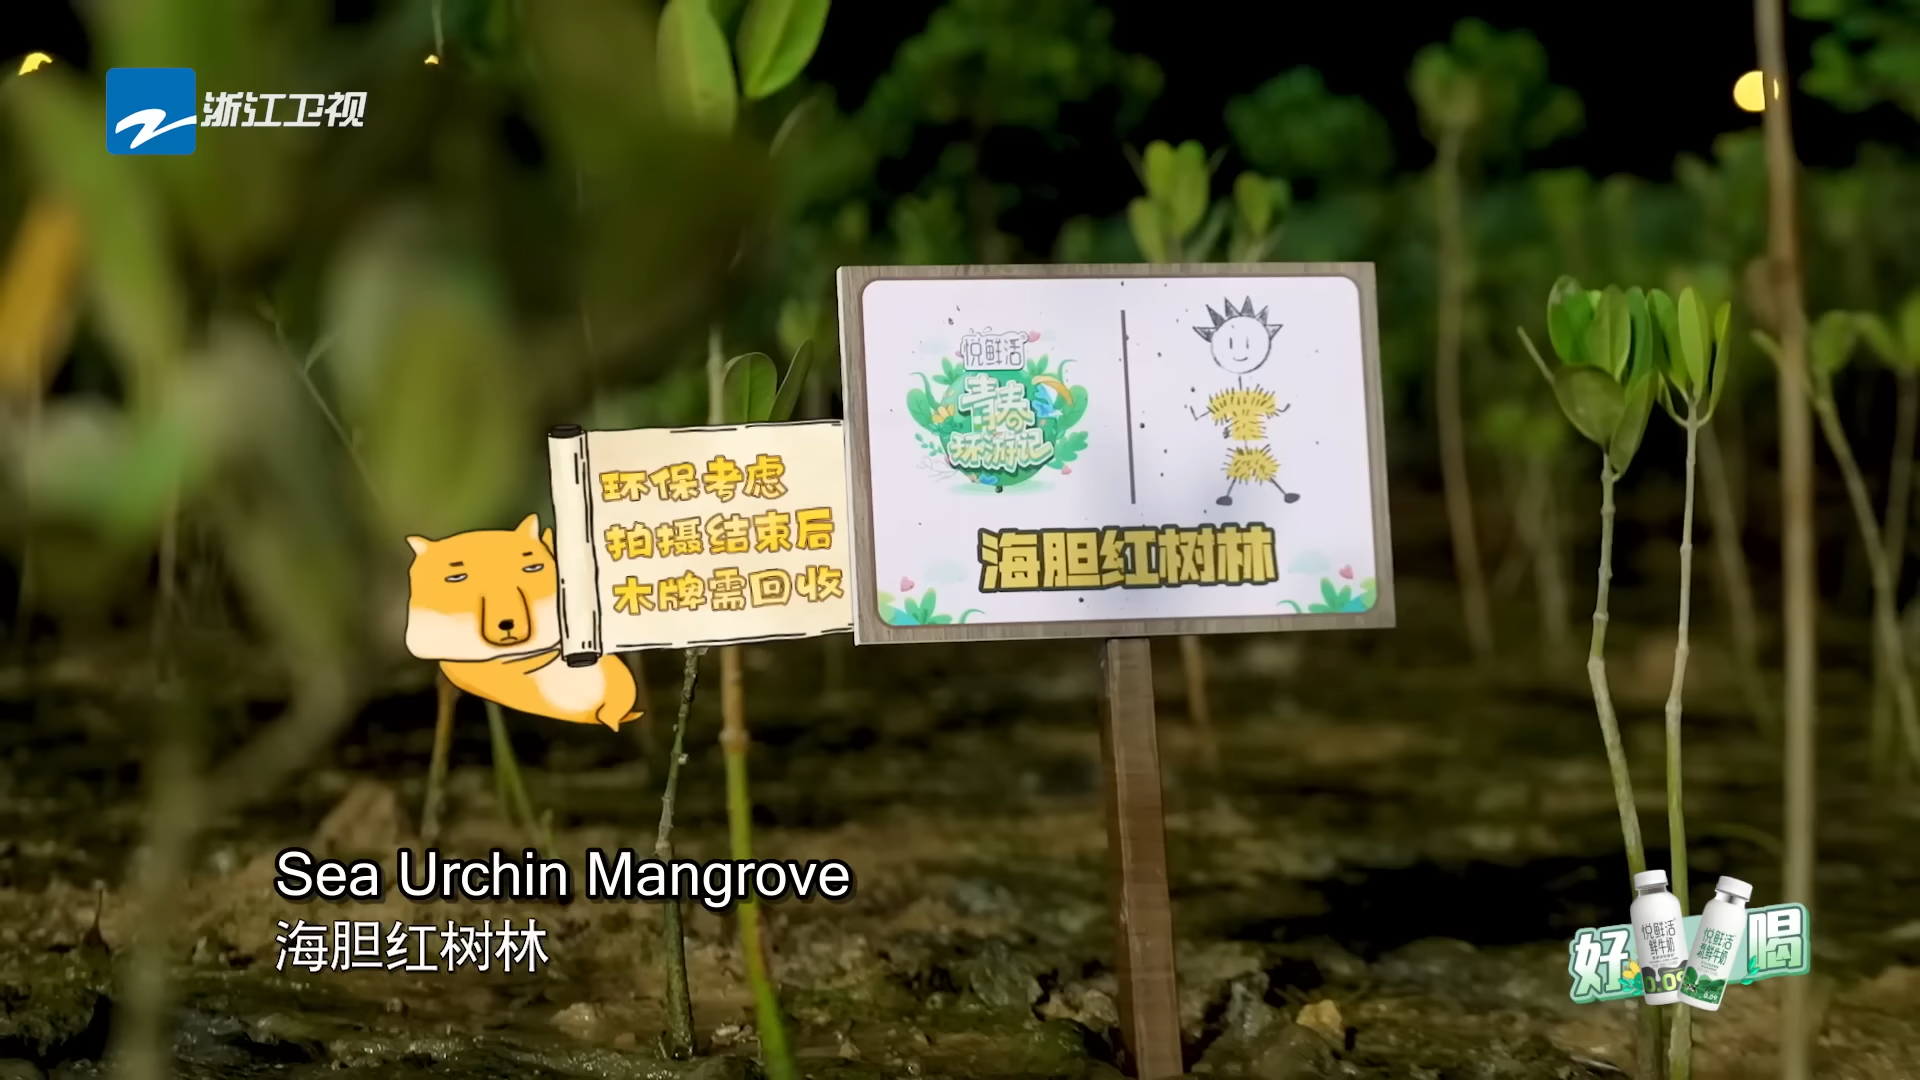 浙江卫视
悦鲜活
青春
环游记
环保考虑
拍摄结束后
木牌需回收
海胆红树林
Sea Urchin Mangrove
海胆红树林
好喝
悦鲜活
鲜牛奶
悦鲜活
鲜牛奶